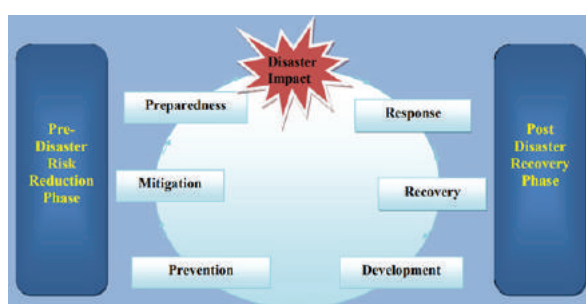 Disaster
Impact
Pre-
Disaster
Risk
Reduction
Phase
Preparedness
Mitigation
Prevention
Response
Recovery
Development
Post
Disaster
Recovery
Phase